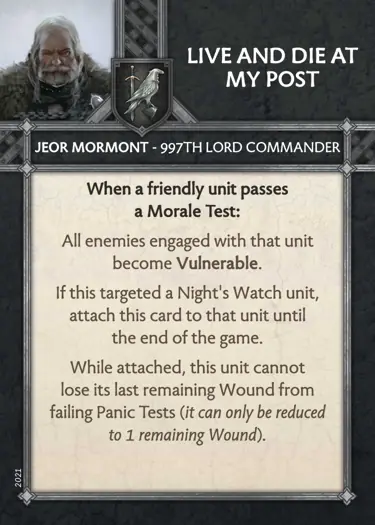 LIVE AND DIE AT
MY POST
JEOR MORMONT - 997TH LORD COMMANDER
When a friendly unit passes
a Morale Test:
All enemies engaged with that unit
become Vulnerable.
If this targeted a Night's Watch unit,
attach this card to that unit until
the end of the game.
While attached, this unit cannot
lose its last remaining Wound from
failing Panic Tests (it can only be reduced
to 1 remaining Wound).
2021